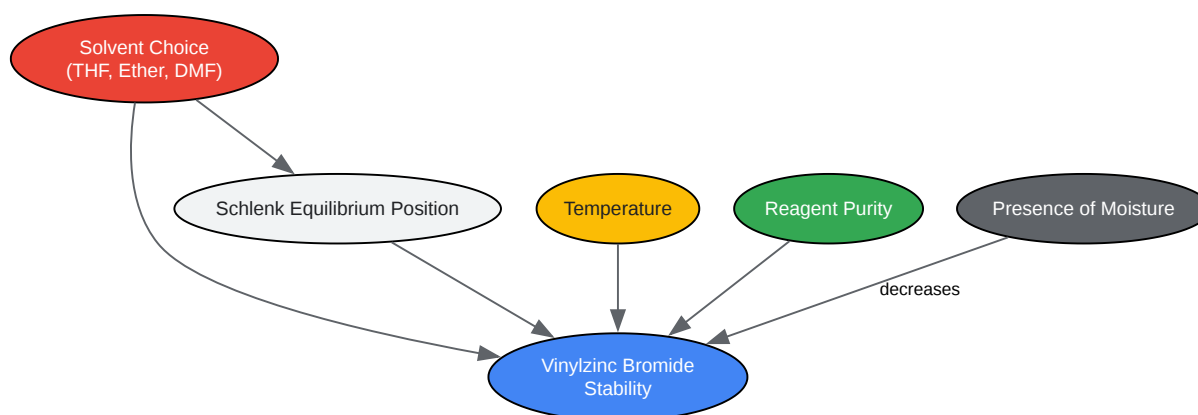 Solvent Choice
(THF, Ether, DMF)
Schlenk Equilibrium Position
Temperature
Reagent Purity
Presence of Moisture
decreases
Vinylzinc Bromide
Stability